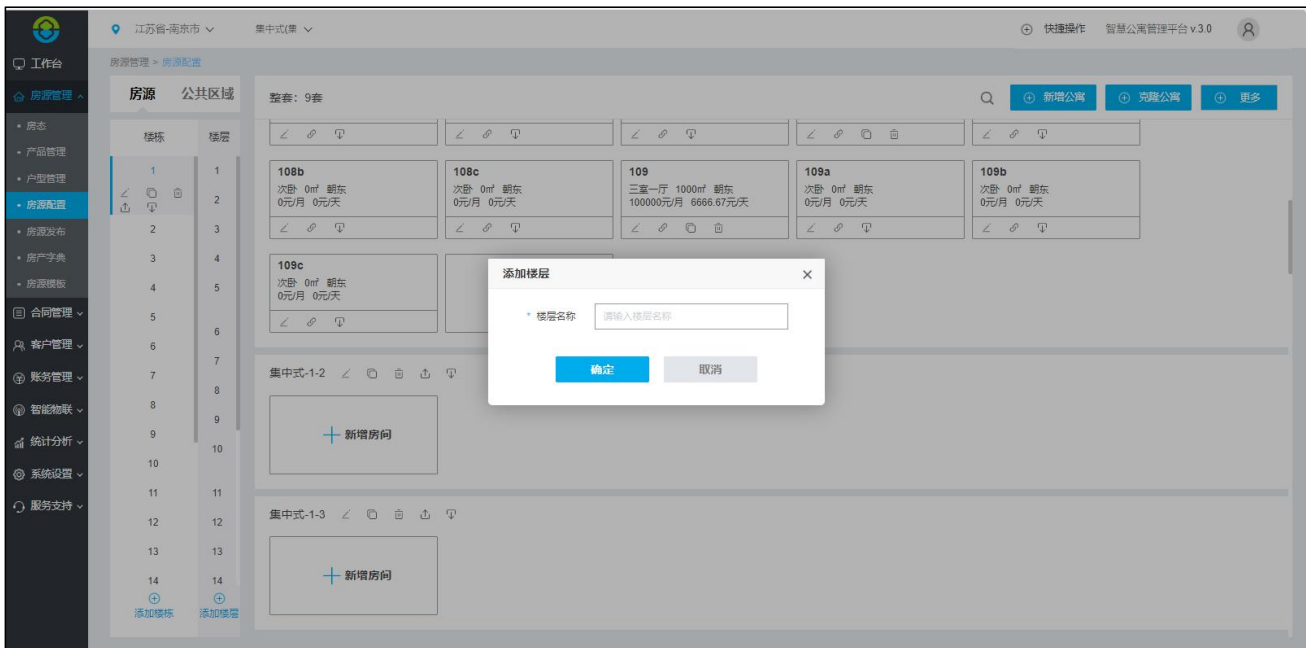 江苏省-南京市
集中式(集
快捷操作
智慧公寓管理平台 v.3.0
工作台
房源管理
房态
产品管理
户型管理
房源配置
房源发布
房产字典
房源模板
合同管理
客户管理
账务管理
智能物联
统计分析
系统设置
服务支持
房源管理 > 房源配置
房源 公共区域
楼栋 楼层
1 1
2
2 3
3 4
4 5
5
6
6
7
7
8
8
9
9
10
10
11 11
12 12
13 13
14 14
添加楼栋 添加楼层
整套：9套
新增公寓
克隆公寓
更多
108b
次卧 0㎡ 朝东
0元/月 0元/天
108c
次卧 0㎡ 朝东
0元/月 0元/天
109
三室一厅 1000㎡ 朝东
100000元/月 6666.67元/天
109a
次卧 0㎡ 朝东
0元/月 0元/天
109b
次卧 0㎡ 朝东
0元/月 0元/天
109c
次卧 0㎡ 朝东
0元/月 0元/天
添加楼层
* 楼层名称
请输入楼层名称
确定
取消
集中式-1-2
新增房间
集中式-1-3
新增房间